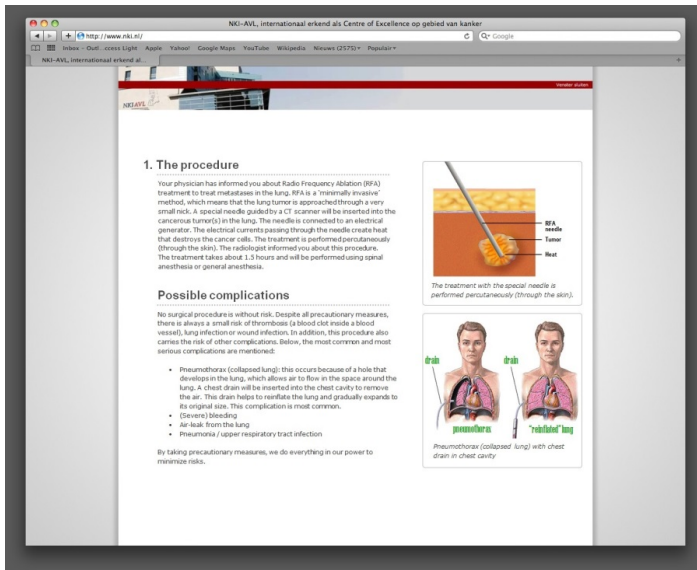 NKI-AVL, internationaal erkend als Centre of Excellence op gebied van kanker
http://www.nki.nl/
Google
Inbox - Outl...ccess Light Apple Yahoo! Google Maps YouTube Wikipedia Nieuws (2575) Populair
NKI-AVL, internationaal erkend al...
Venster sluiten
NKI AVL
1. The procedure
Your physician has informed you about Radio Frequency Ablation (RFA)
treatment to treat metastases in the lung. RFA is a 'minimally invasive'
method, which means that the lung tumor is approached through a very
small nick. A special needle guided by a CT scanner will be inserted into the
cancerous tumor(s) in the lung. The needle is connected to an electrical
generator. The electrical currents passing through the needle create heat
that destroys the cancer cells. The treatment is performed percutaneously
(through the skin). The radiologist informed you about this procedure.
The treatment takes about 1.5 hours and will be performed using spinal
anesthesia or general anesthesia.
RFA
needle
Tumor
Heat
The treatment with the special needle is
performed percutaneously (through the skin).
Possible complications
No surgical procedure is without risk. Despite all precautionary measures,
there is always a small risk of thrombosis (a blood clot inside a blood
vessel), lung infection or wound infection. In addition, this procedure also
carries the risk of other complications. Below, the most common and most
serious complications are mentioned:
• Pneumothorax (collapsed lung): this occurs because of a hole that
develops in the lung, which allows air to flow in the space around the
lung. A chest drain will be inserted into the chest cavity to remove
the air. This drain helps to reinflate the lung and gradually expands to
its original size. This complication is most common.
• (Severe) bleeding
• Air-leak from the lung
• Pneumonia / upper respiratory tract infection
By taking precautionary measures, we do everything in our power to
minimize risks.
drain
drain
pneumothorax
"reinflated" lung
Pneumothorax (collapsed lung) with chest
drain in chest cavity